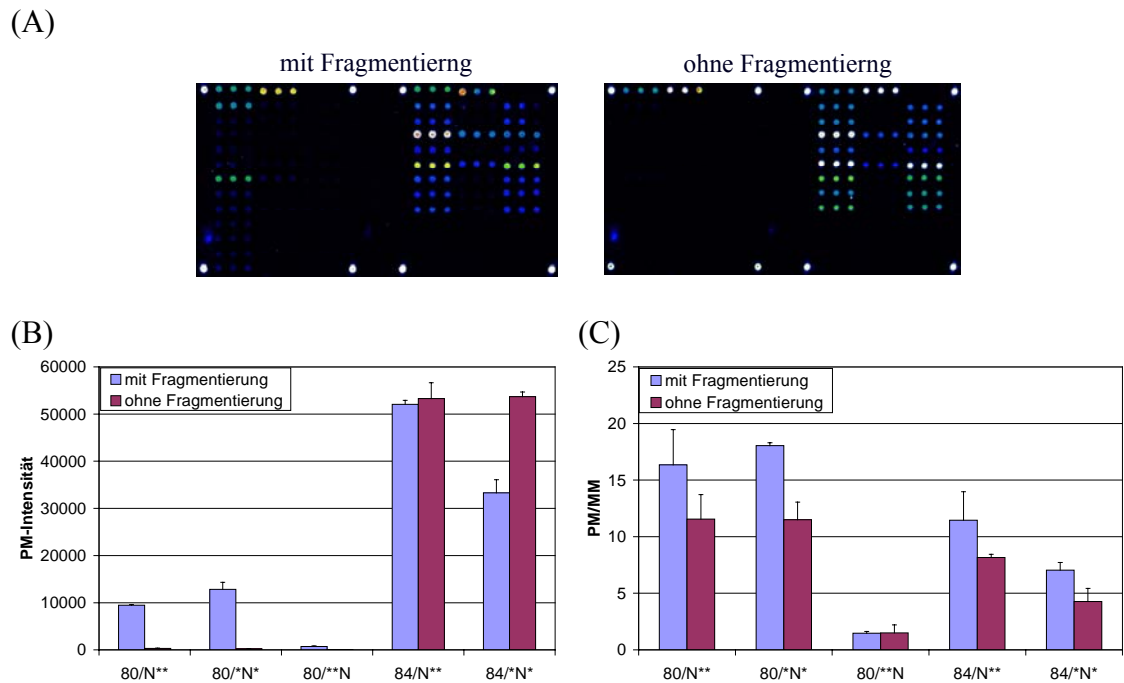 (A)
mit Fragmentierng
ohne Fragmentierng
(B)
60000
50000
40000
30000
20000
10000
0
PM-Intensität
mit Fragmentierung
ohne Fragmentierung
80/N** 80/*N* 80/**N 84/N** 84/*N*
(C)
25
20
15
10
5
0
PM/MM
mit Fragmentierung
ohne Fragmentierung
80/N** 80/*N* 80/**N 84/N** 84/*N*